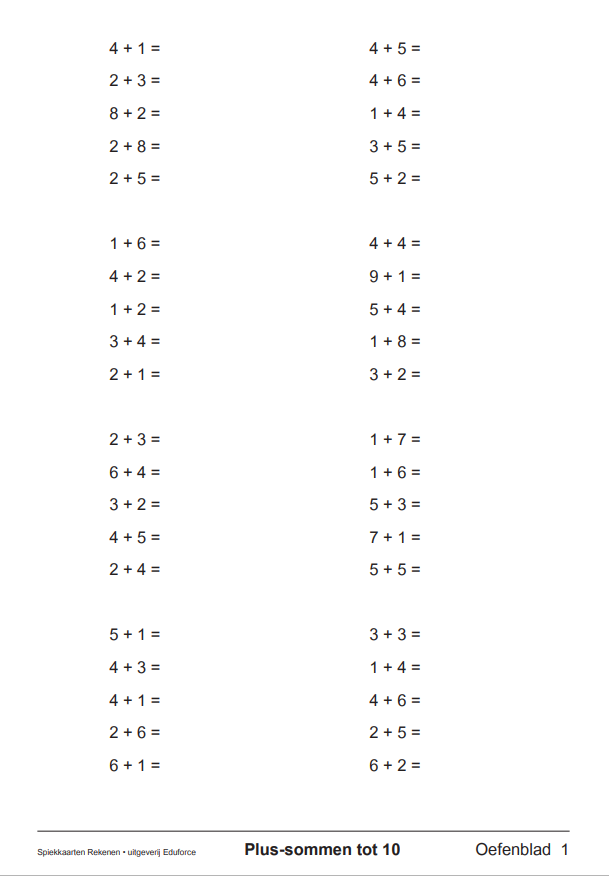 4 + 1 =
2 + 3 =
8 + 2 =
2 + 8 =
2 + 5 =
1 + 6 =
4 + 2 =
1 + 2 =
3 + 4 =
2 + 1 =
2 + 3 =
6 + 4 =
3 + 2 =
4 + 5 =
2 + 4 =
5 + 1 =
4 + 3 =
4 + 1 =
2 + 6 =
6 + 1 =
4 + 5 =
4 + 6 =
1 + 4 =
3 + 5 =
5 + 2 =
4 + 4 =
9 + 1 =
5 + 4 =
1 + 8 =
3 + 2 =
1 + 7 =
1 + 6 =
5 + 3 =
7 + 1 =
5 + 5 =
3 + 3 =
1 + 4 =
4 + 6 =
2 + 5 =
6 + 2 =
Spiekkaarten Rekenen • uitgeverij Eduforce
Plus-sommen tot 10
Oefenblad 1